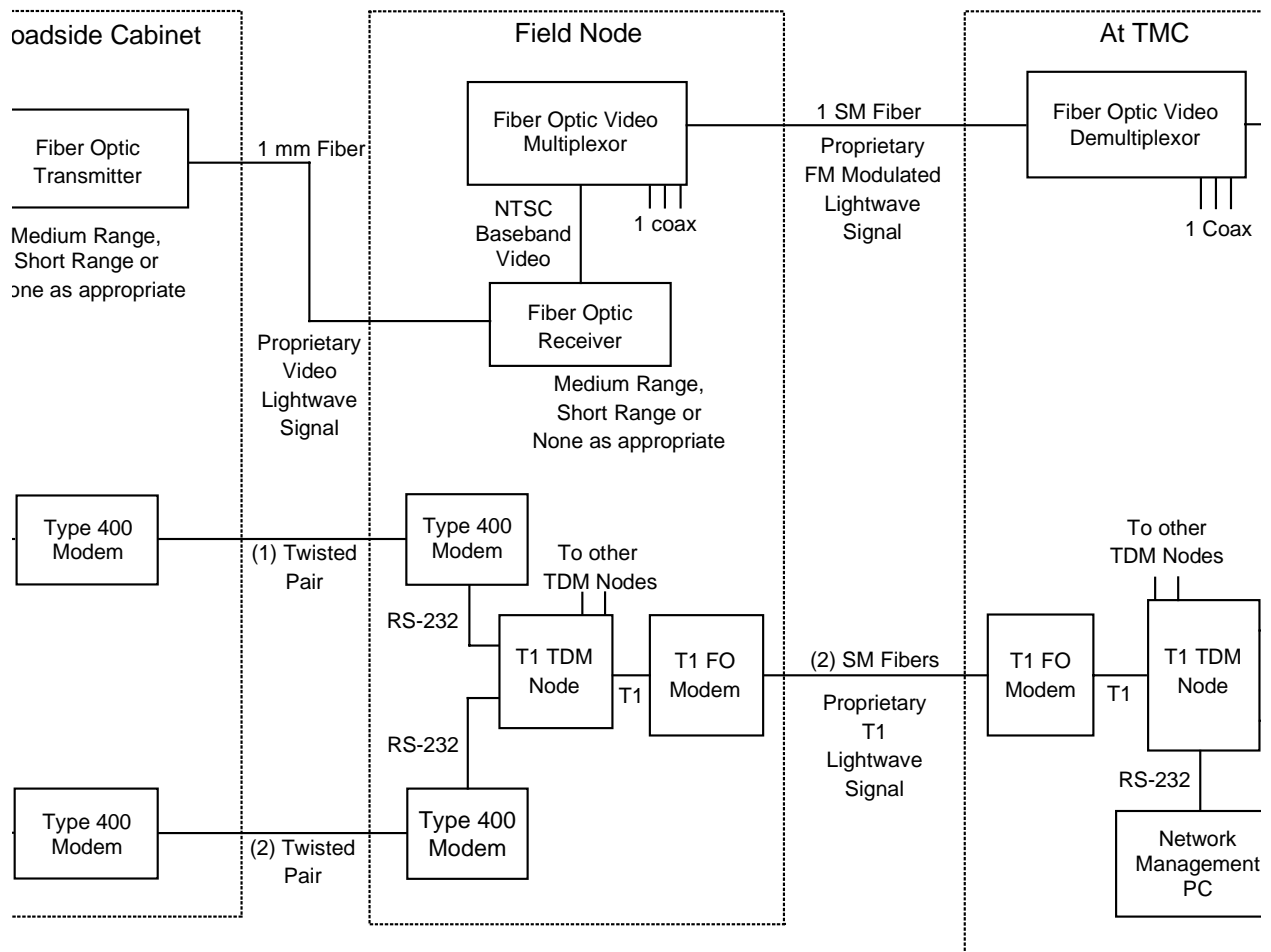 oadside Cabinet
Field Node
At TMC
Fiber Optic
Transmitter
Medium Range,
Short Range or
one as appropriate
1 mm Fiber
Proprietary
Video
Lightwave
Signal
Fiber Optic Video
Multiplexor
NTSC
Baseband
Video
1 coax
Fiber Optic
Receiver
Medium Range,
Short Range or
None as appropriate
1 SM Fiber
Proprietary
FM Modulated
Lightwave
Signal
Fiber Optic Video
Demultiplexor
1 Coax
Type 400
Modem
(1) Twisted
Pair
Type 400
Modem
RS-232
To other
TDM Nodes
T1 TDM
Node
T1
T1 FO
Modem
RS-232
Type 400
Modem
(2) Twisted
Pair
Type 400
Modem
(2) SM Fibers
Proprietary
T1
Lightwave
Signal
To other
TDM Nodes
T1 FO
Modem
T1
T1 TDM
Node
RS-232
Network
Management
PC